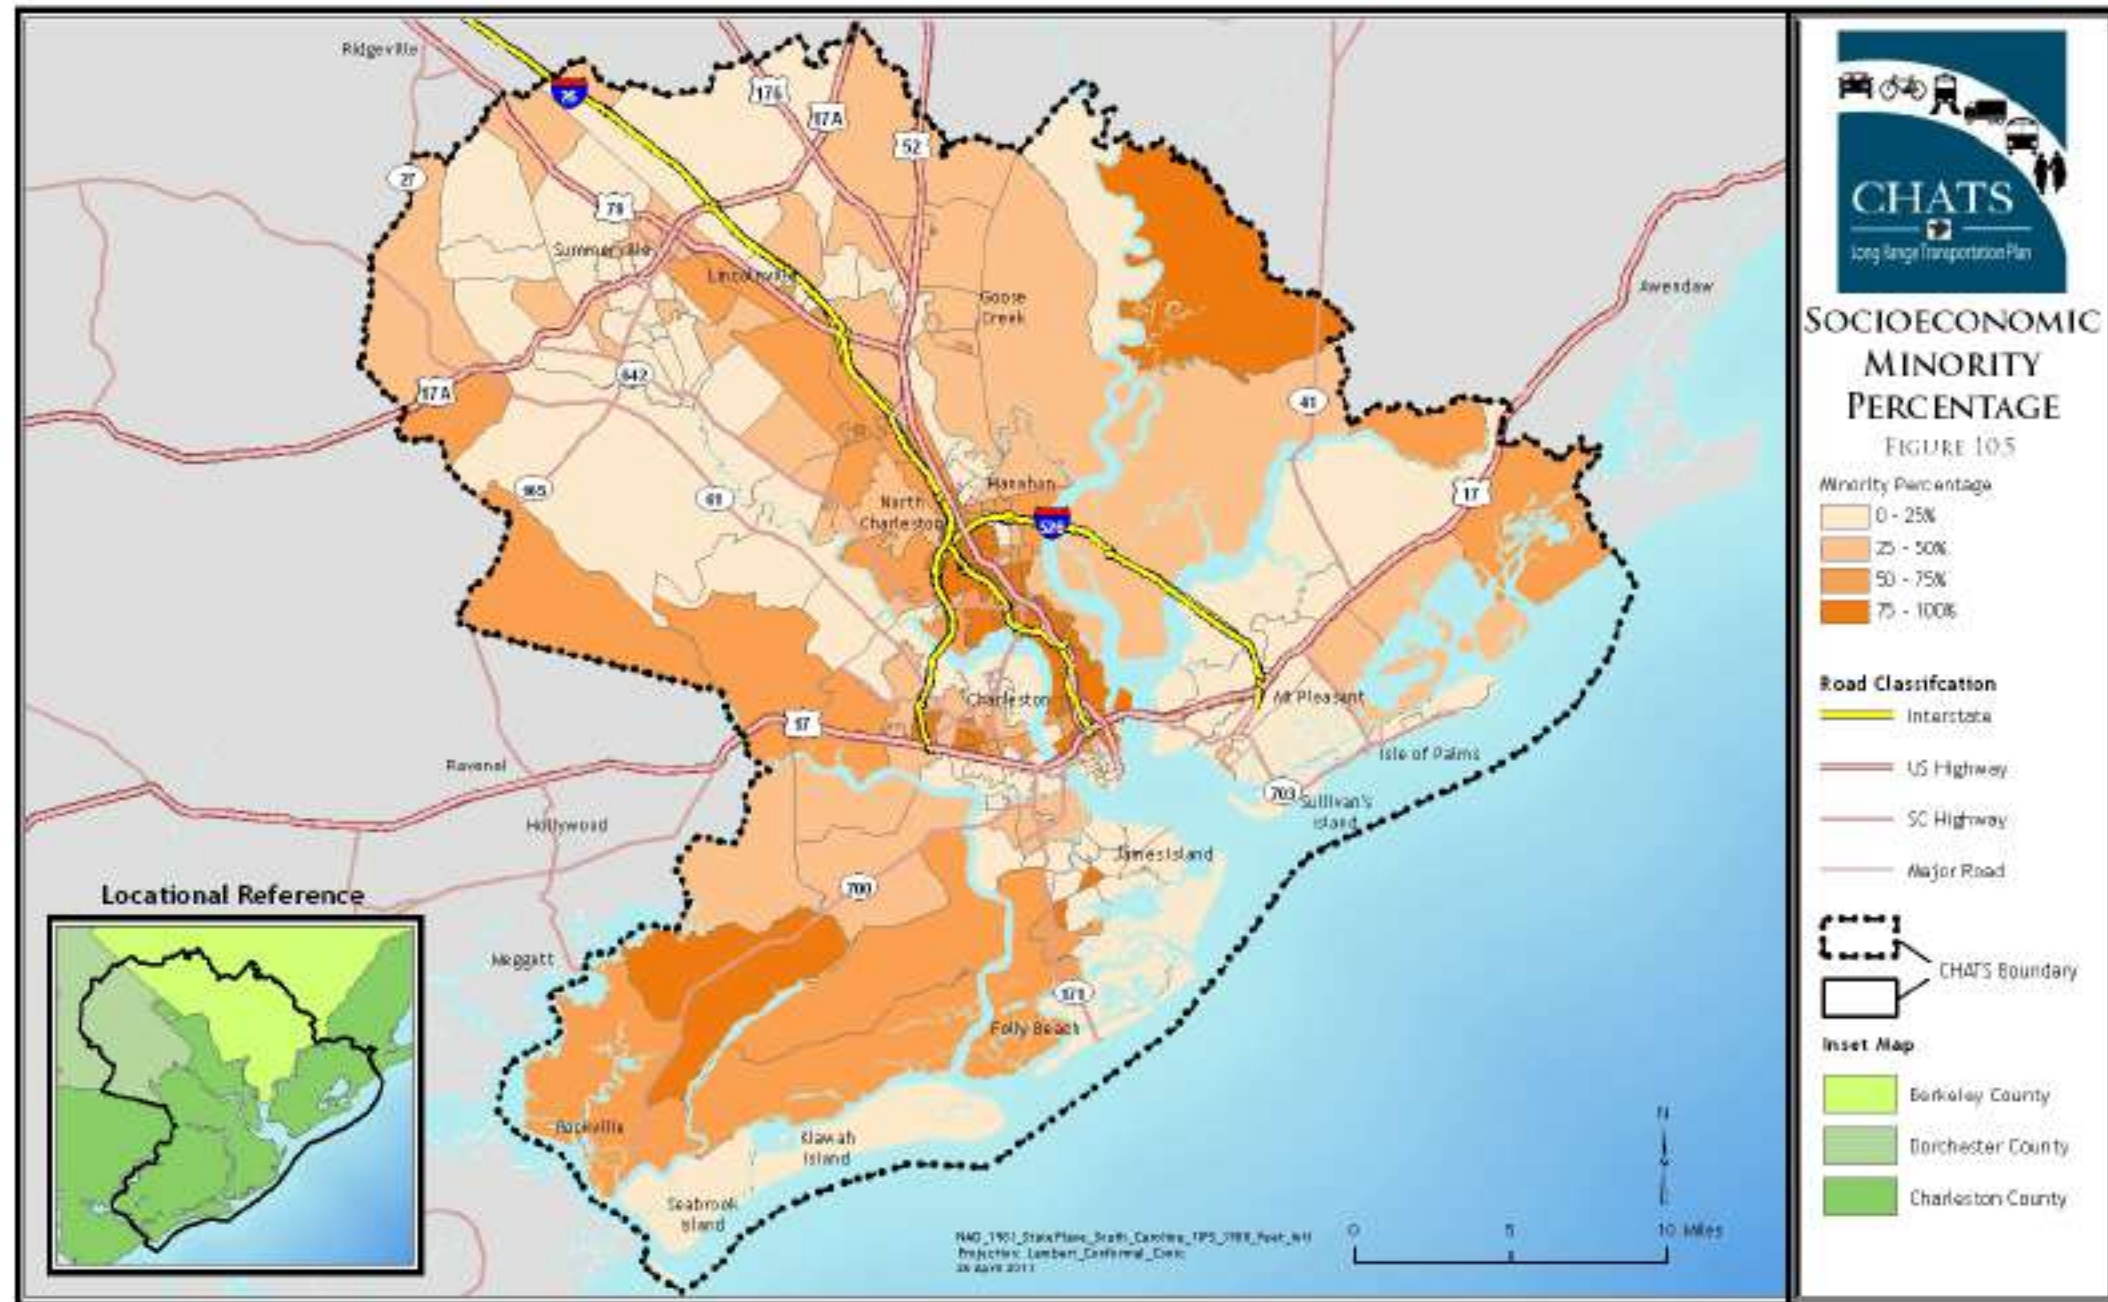 Ridgeville
176
17A
52
27
78
Summerville
Lincolnville
Goose
Creek
Awendaw
17A
642
41
165
61
North
Charleston
Hanahan
526
17
Charleston
Mt Pleasant
17
Ravenel
Isle of Palms
703
Sullivan's
Island
Hollywood
James Island
700
Meggett
171
Folly Beach
Rockville
Kiawah
Island
Seabrook
Island
Locational Reference
Projection: Lambert_Conformal_Conic
0 5 10 Miles
N
CHATS
Long Range Transportation Plan
SOCIOECONOMIC
MINORITY
PERCENTAGE
FIGURE 10.5
Minority Percentage
0 - 25%
25 - 50%
50 - 75%
75 - 100%
Road Classifcation
Interstate
US Highway
SC Highway
Major Road
CHATS Boundary
Inset Map
Berkeley County
Dorchester County
Charleston County